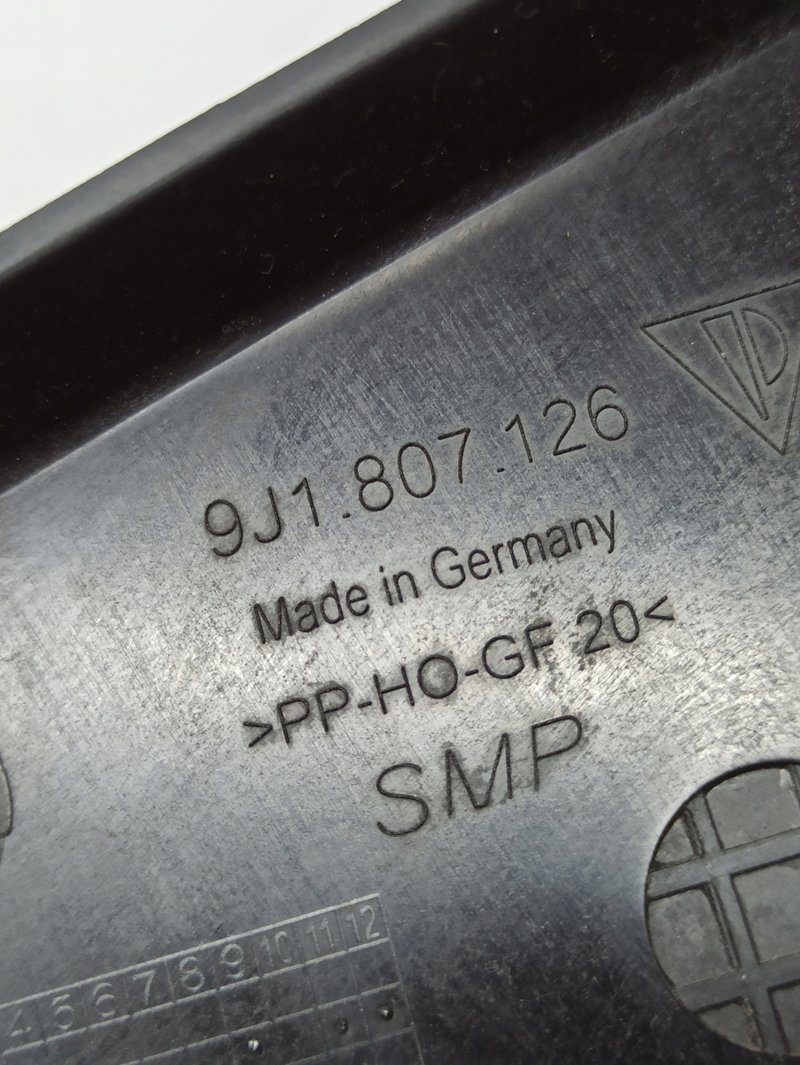 9J1.807.126
Made in Germany
>PP-HO-GF 20<
SMP
4 5 6 7 8 9 10 11 12